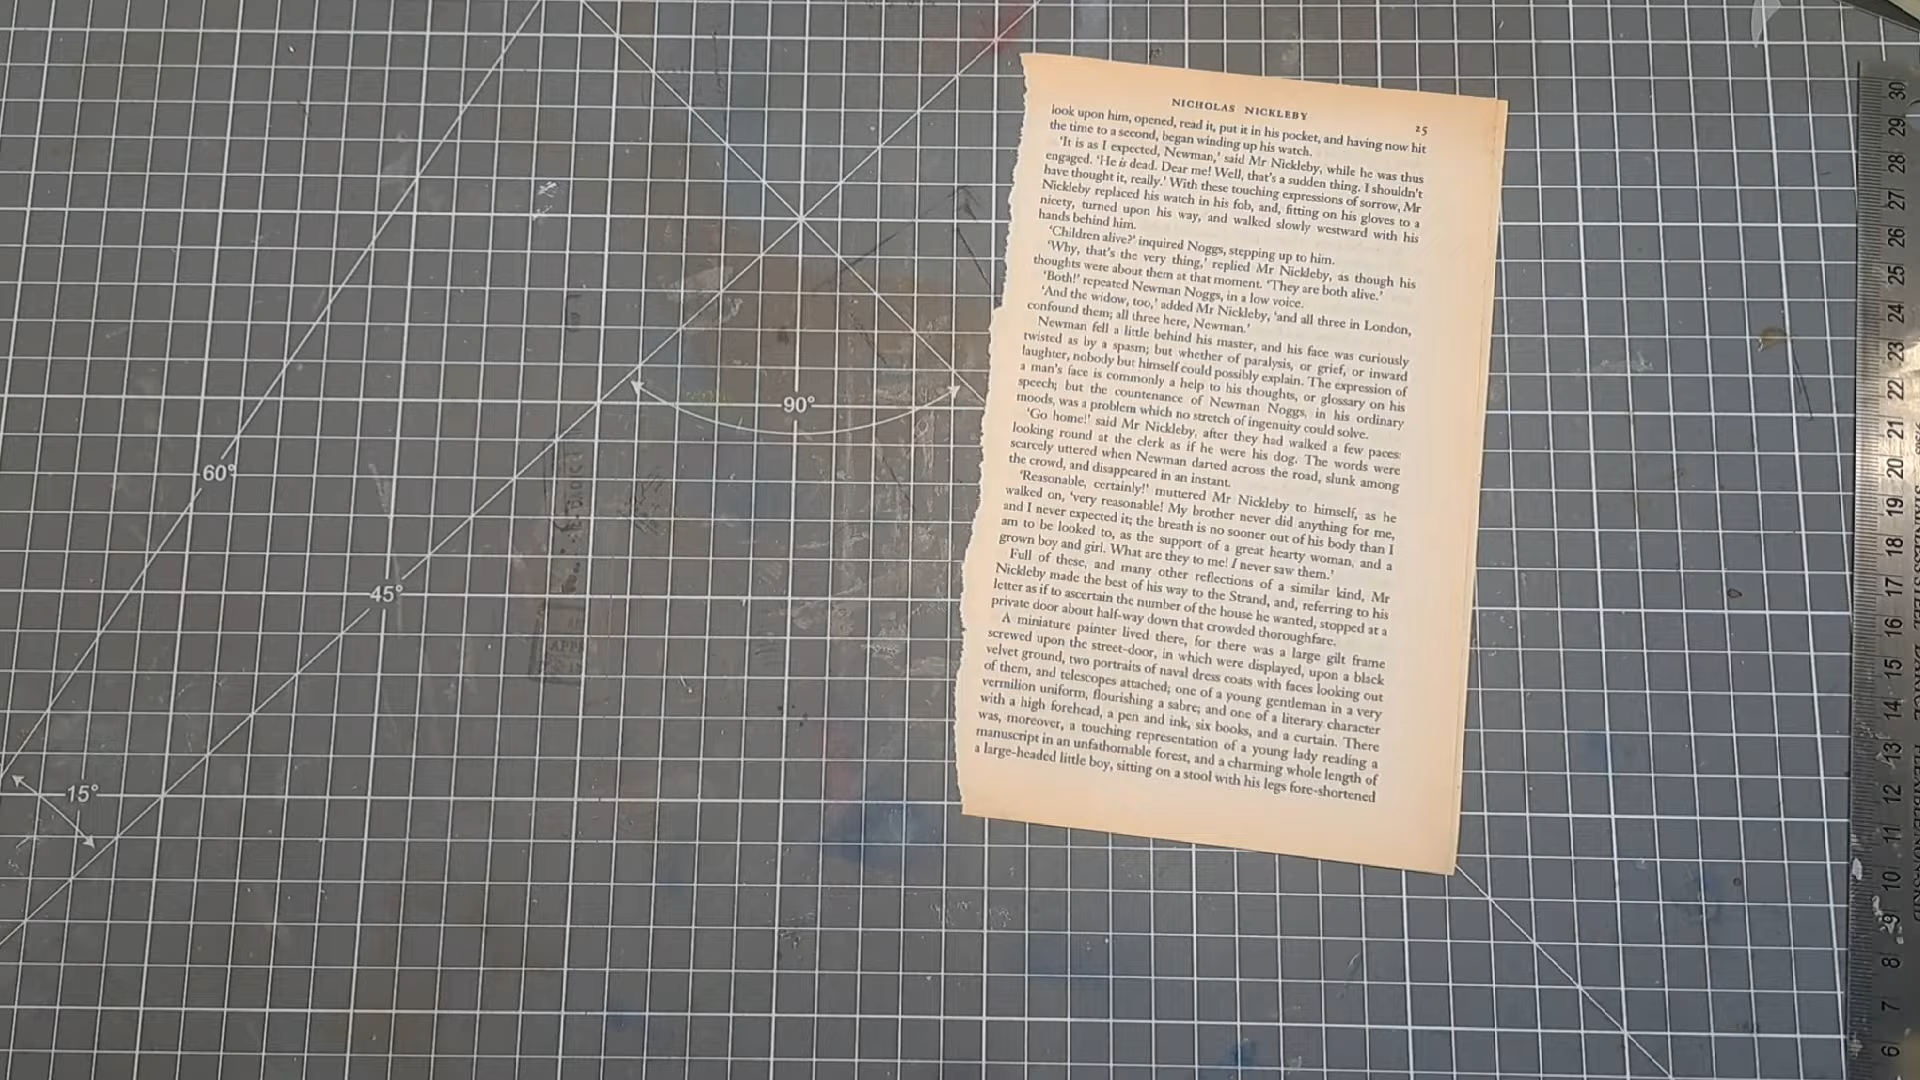 NICHOLAS NICKLEBY
25
look upon him, opened, read it, put it in his pocket, and having now hit
the time to a second, began winding up his watch.
‘It is as I expected, Newman,’ said Mr Nickleby, while he was thus
engaged. ‘He is dead. Dear me! Well, that’s a sudden thing. I shouldn’t
have thought it, really.’ With these touching expressions of sorrow, Mr
Nickleby replaced his watch in his fob, and, fitting on his gloves to a
nicety, turned upon his way, and walked slowly westward with his
hands behind him.
‘Children alive?’ inquired Noggs, stepping up to him.
‘Why, that’s the very thing,’ replied Mr Nickleby, as though his
thoughts were about them at that moment. ‘They are both alive.’
‘Both!’ repeated Newman Noggs, in a low voice.
‘And the widow, too,’ added Mr Nickleby, ‘and all three in London,
confound them; all three here, Newman.’
Newman fell a little behind his master, and his face was curiously
twisted as by a spasm; but whether of paralysis, or grief, or inward
laughter, nobody but himself could possibly explain. The expression of
a man’s face is commonly a help to his thoughts, or glossary on his
speech; but the countenance of Newman Noggs, in his ordinary
moods, was a problem which no stretch of ingenuity could solve.
‘Go home!’ said Mr Nickleby, after they had walked a few paces:
looking round at the clerk as if he were his dog. The words were
scarcely uttered when Newman darted across the road, slunk among
the crowd, and disappeared in an instant.
‘Reasonable, certainly!’ muttered Mr Nickleby to himself, as he
walked on, ‘very reasonable! My brother never did anything for me,
and I never expected it; the breath is no sooner out of his body than I
am to be looked to, as the support of a great hearty woman, and a
grown boy and girl. What are they to me! I never saw them.’
Full of these, and many other reflections of a similar kind, Mr
Nickleby made the best of his way to the Strand, and, referring to his
letter as if to ascertain the number of the house he wanted, stopped at a
private door about half-way down that crowded thoroughfare.
A miniature painter lived there, for there was a large gilt frame
screwed upon the street-door, in which were displayed, upon a black
velvet ground, two portraits of naval dress coats with faces looking out
of them, and telescopes attached; one of a young gentleman in a very
vermilion uniform, flourishing a sabre; and one of a literary character
with a high forehead, a pen and ink, six books, and a curtain. There
was, moreover, a touching representation of a young lady reading a
manuscript in an unfathomable forest, and a charming whole length of
a large-headed little boy, sitting on a stool with his legs fore-shortened
90°
60°
45°
15°
30
29
28
27
26
25
24
23
22
21
20
19
18
17
16
15
14
13
12
11
10
9
8
7
6